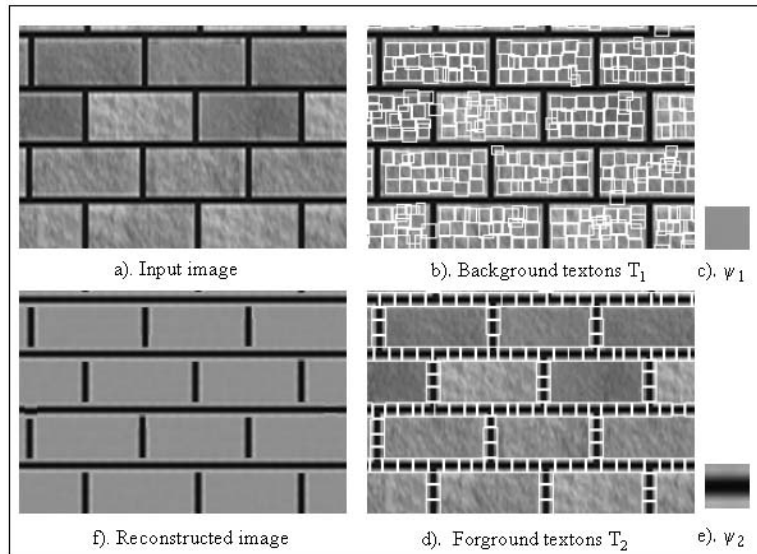 a). Input image
b). Background textons T₁
c). ψ₁
f). Reconstructed image
d). Forground textons T₂
e). ψ₂